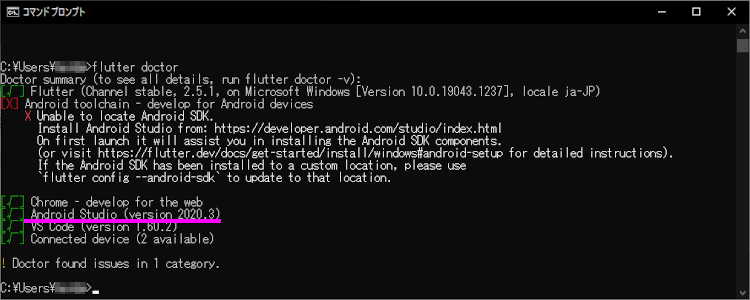 コマンド プロンプト
C:¥Users¥>flutter doctor
Doctor summary (to see all details, run flutter doctor -v):
[√] Flutter (Channel stable, 2.5.1, on Microsoft Windows [Version 10.0.19043.1237], locale ja-JP)
[X] Android toolchain - develop for Android devices
X Unable to locate Android SDK.
Install Android Studio from: https://developer.android.com/studio/index.html
On first launch it will assist you in installing the Android SDK components.
(or visit https://flutter.dev/docs/get-started/install/windows#android-setup for detailed instructions).
If the Android SDK has been installed to a custom location, please use
`flutter config --android-sdk` to update to that location.
[√] Chrome - develop for the web
[√] Android Studio (version 2020.3)
[√] VS Code (version 1.60.2)
[√] Connected device (2 available)
! Doctor found issues in 1 category.
C:¥Users¥>